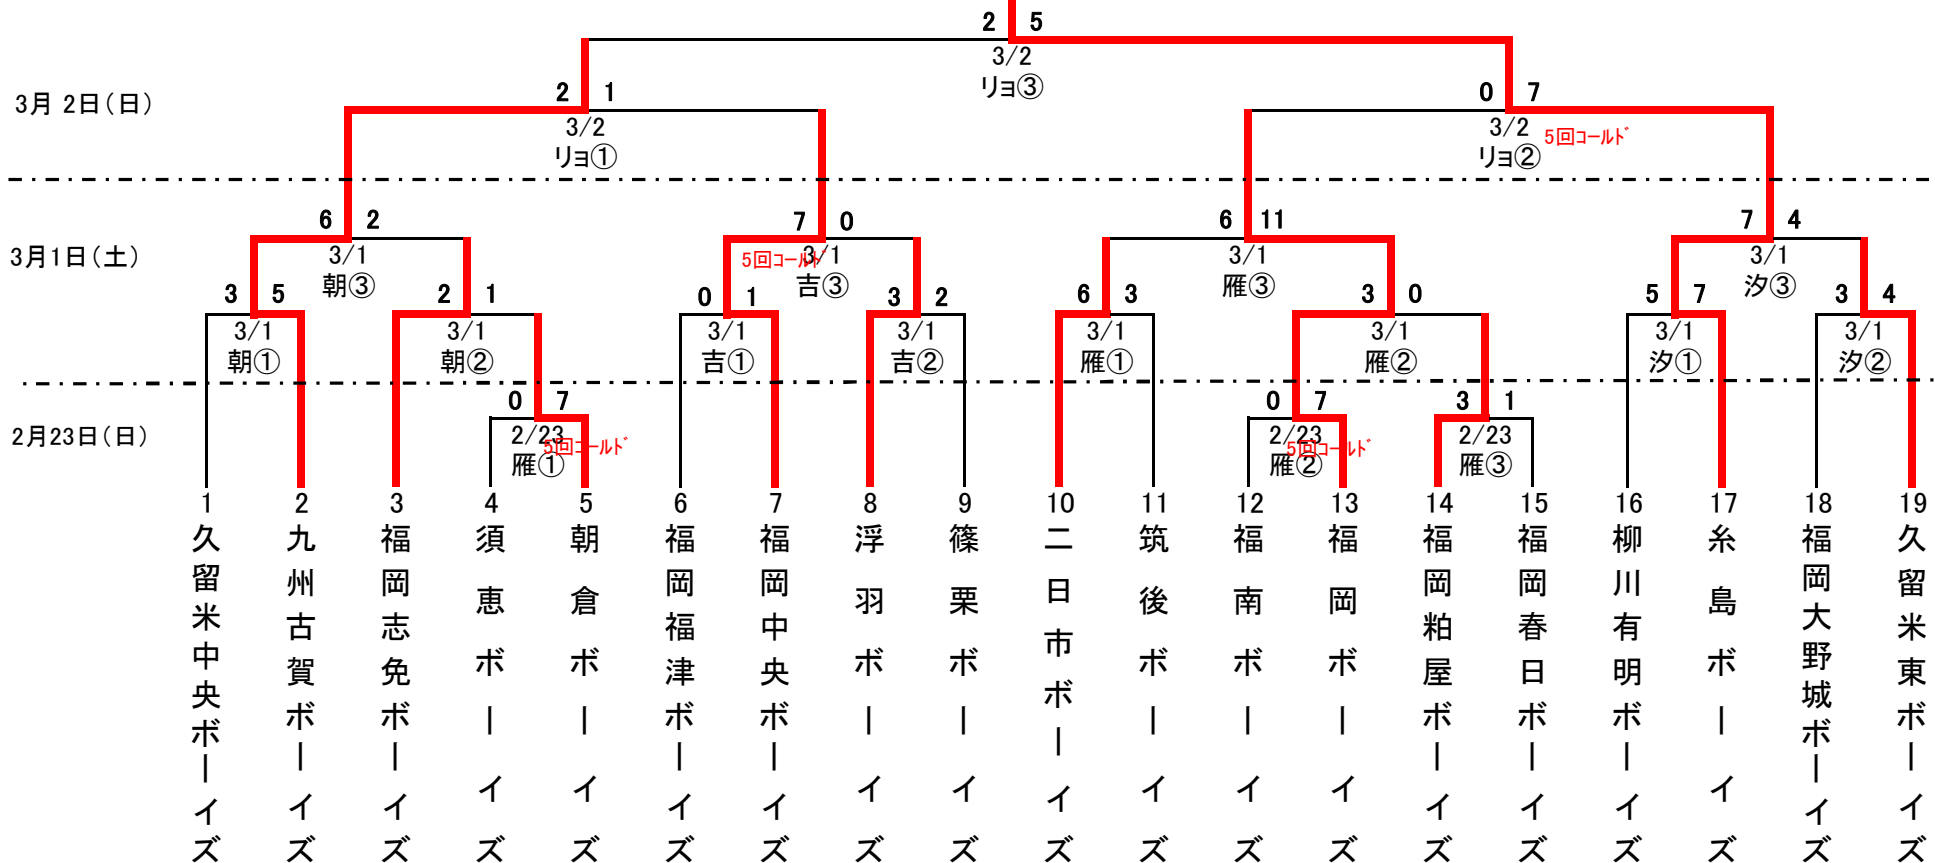 2 5
3/2
リョ③
3月 2日(日)
2 1
3/2
リョ①
0 7
3/2
5回コールド
リョ②
3月1日(土)
6 2
3/1
朝③
7 0
3/1
5回コールド
吉③
6 11
3/1
雁③
7 4
3/1
汐③
3 5
3/1
朝①
2 1
3/1
朝②
0 1
3/1
吉①
3 2
3/1
吉②
6 3
3/1
雁①
3 0
3/1
雁②
5 7
3/1
汐①
3 4
3/1
汐②
2月23日(日)
0 7
2/23
5回コールド
雁①
0 7
2/23
5回コールド
雁②
3 1
2/23
雁③
1
久留米中央ボーイズ
2
九州古賀ボーイズ
3
福岡志免ボーイズ
4
須恵ボーイズ
5
朝倉ボーイズ
6
福岡福津ボーイズ
7
福岡中央ボーイズ
8
浮羽ボーイズ
9
篠栗ボーイズ
10
二日市ボーイズ
11
筑後ボーイズ
12
福南ボーイズ
13
福岡ボーイズ
14
福岡粕屋ボーイズ
15
福岡春日ボーイズ
16
柳川有明ボーイズ
17
糸島ボーイズ
18
福岡大野城ボーイズ
19
久留米東ボーイズ